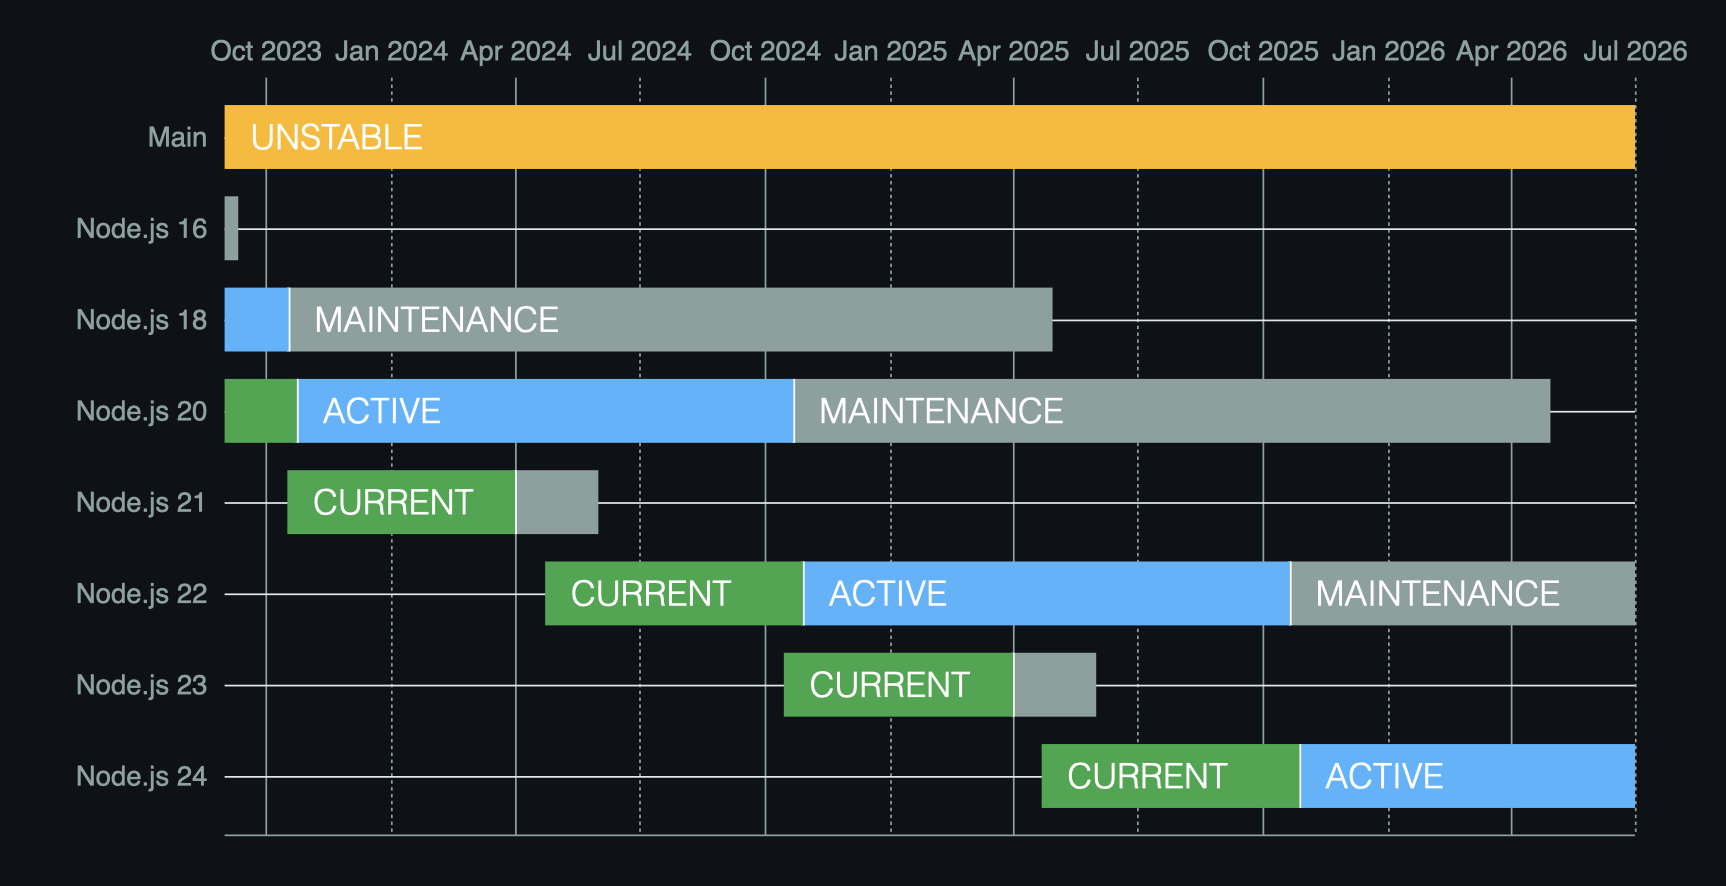 Oct 2023 Jan 2024 Apr 2024 Jul 2024 Oct 2024 Jan 2025 Apr 2025 Jul 2025 Oct 2025 Jan 2026 Apr 2026 Jul 2026
Main UNSTABLE
Node.js 16
Node.js 18 MAINTENANCE
Node.js 20 ACTIVE MAINTENANCE
Node.js 21 CURRENT
Node.js 22 CURRENT ACTIVE MAINTENANCE
Node.js 23 CURRENT
Node.js 24 CURRENT ACTIVE